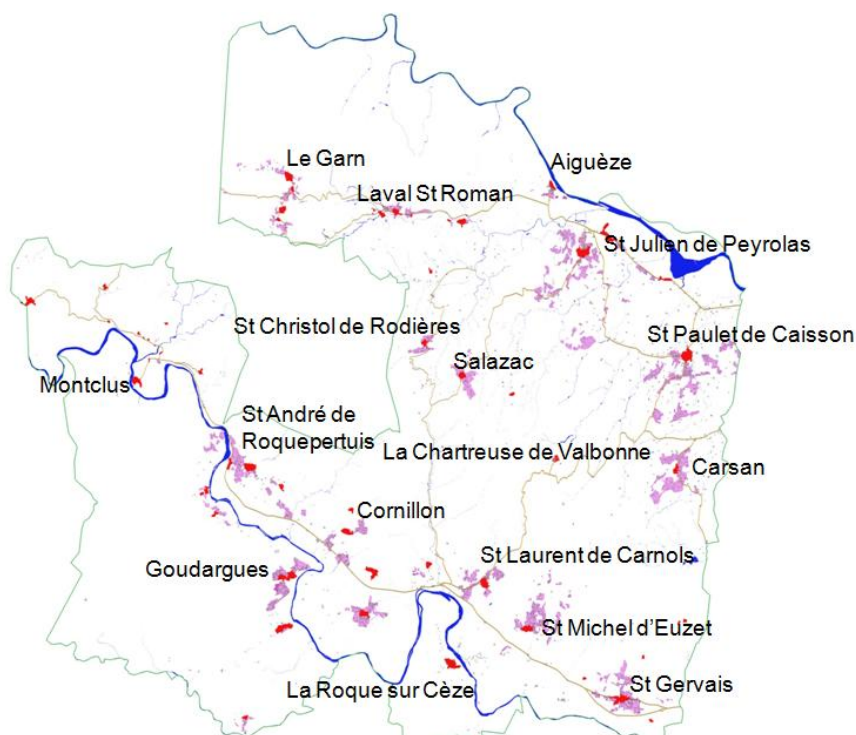 Le Garn
Aiguèze
Laval St Roman
St Julien de Peyrolas
St Christol de Rodières
St Paulet de Caisson
Salazac
Montclus
St André de
Roquepertuis
La Chartreuse de Valbonne
Carsan
Cornillon
St Laurent de Carnols
Goudargues
St Michel d'Euzet
La Roque sur Cèze
St Gervais